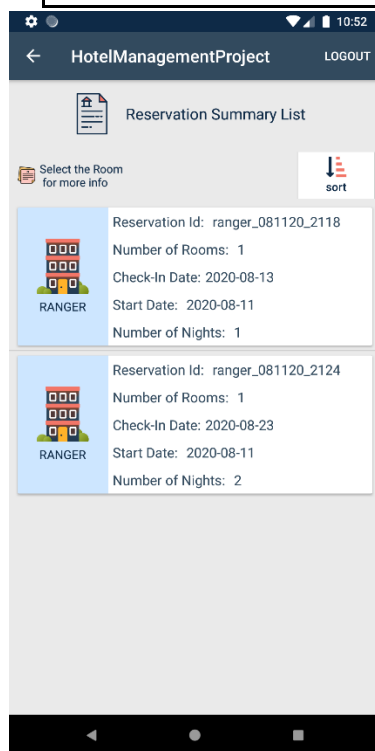 10:52
HotelManagementProject
LOGOUT
Reservation Summary List
Select the Room
for more info
sort
Reservation Id: ranger_081120_2118
Number of Rooms: 1
Check-In Date: 2020-08-13
Start Date: 2020-08-11
Number of Nights: 1
RANGER
Reservation Id: ranger_081120_2124
Number of Rooms: 1
Check-In Date: 2020-08-23
Start Date: 2020-08-11
Number of Nights: 2
RANGER